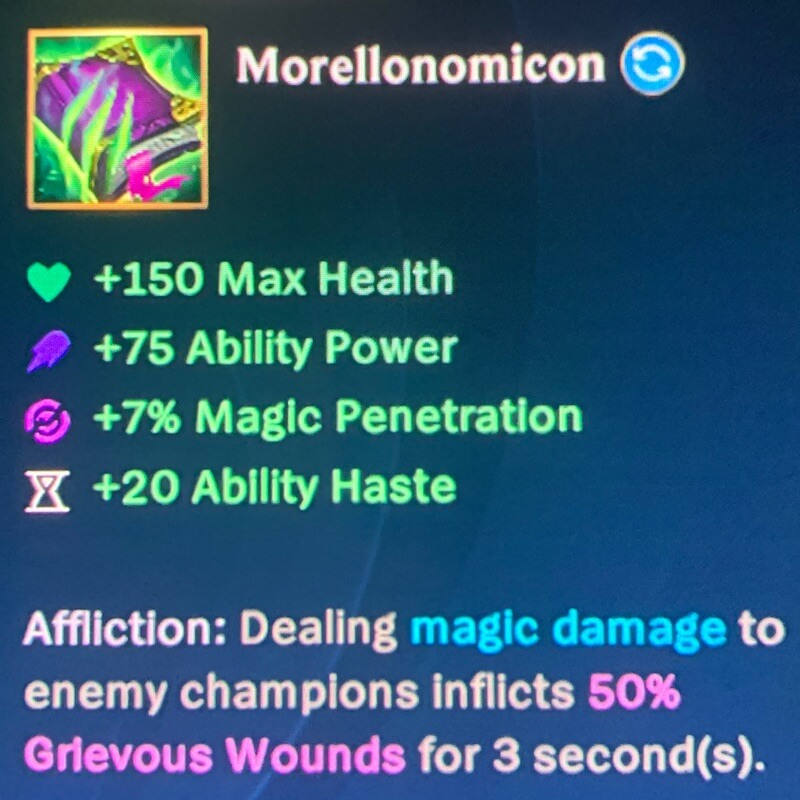 Morellonomicon
+150 Max Health
+75 Ability Power
+7% Magic Penetration
+20 Ability Haste
Affliction: Dealing magic damage to
enemy champions inflicts 50%
Grievous Wounds for 3 second(s).